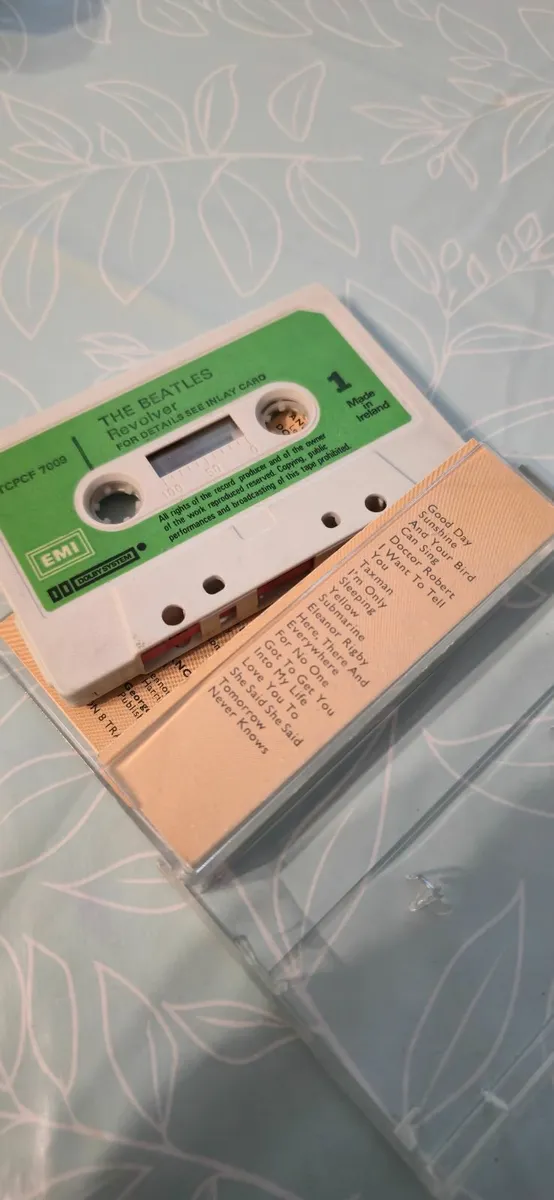 THE BEATLES
Revolver
FOR DETAILS SEE INLAY CARD
1
Made
in
Ireland
TCPCF 7009
100 50 0
All rights of the record producer and of the owner
of the work reproduced reserved. Copying, public
performances and broadcasting of this tape prohibited.
EMI
DOLBY SYSTEM
Good Day
Sunshine
And Your Bird
Can Sing
Doctor Robert
I Want To Tell
You
Taxman
I'm Only
Sleeping
Yellow
Submarine
Eleanor Rigby
Here, There And
Everywhere
For No One
Got To Get You
Into My Life
Love You To
She Said She Said
Tomorrow
Never Knows